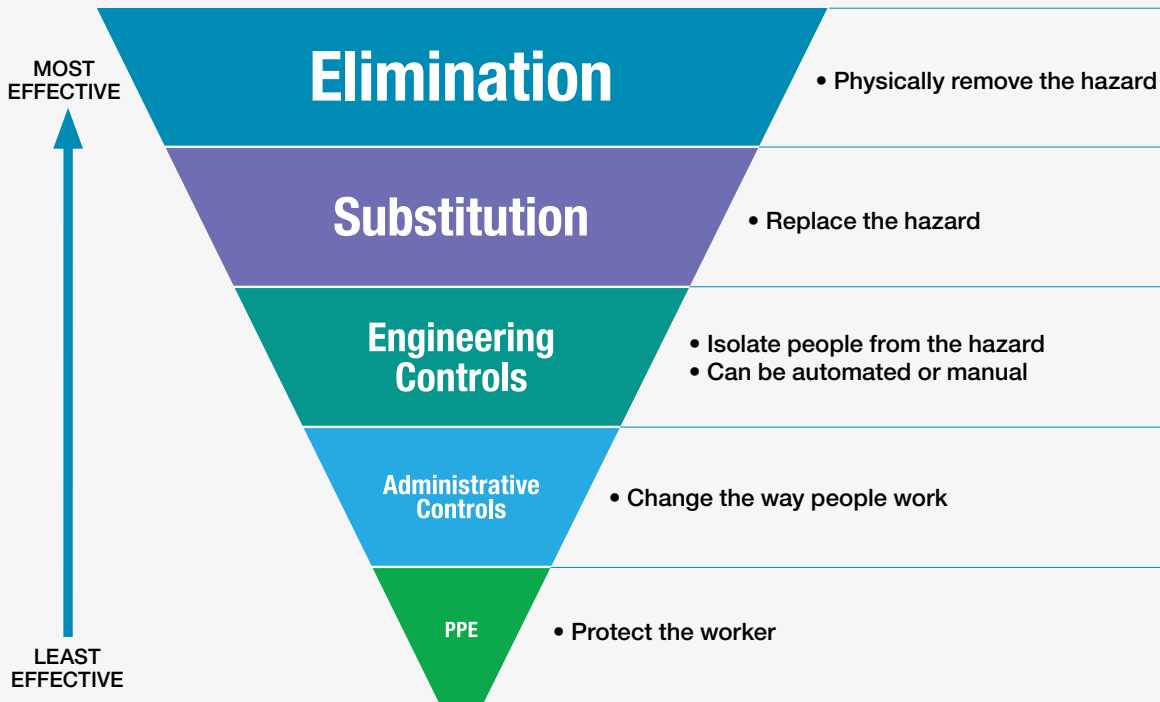 MOST
EFFECTIVE
Elimination
• Physically remove the hazard
Substitution
• Replace the hazard
Engineering
Controls
• Isolate people from the hazard
• Can be automated or manual
Administrative
Controls
• Change the way people work
PPE
• Protect the worker
LEAST
EFFECTIVE